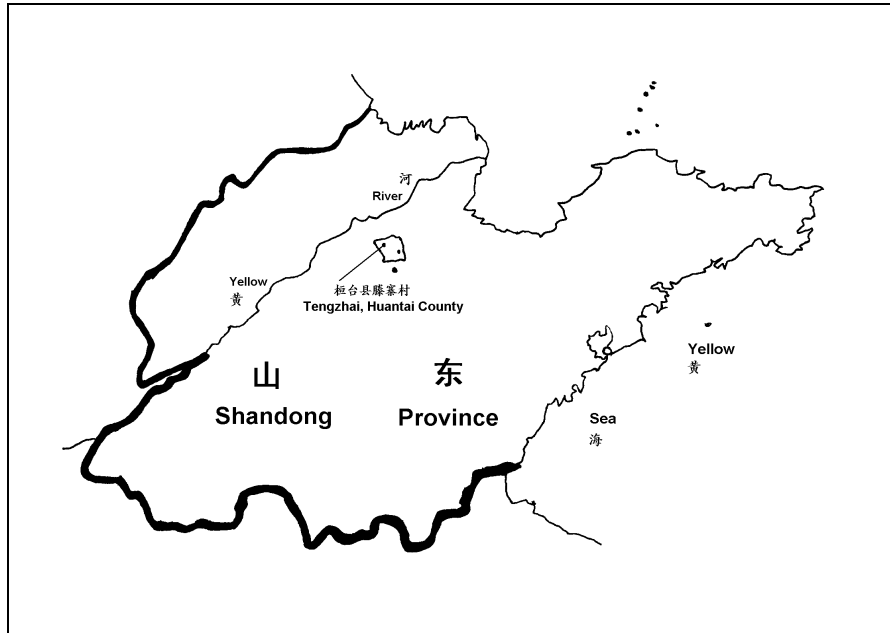 河
River
Yellow
黄
桓台县滕寨村
Tengzhai, Huantai County
山 东
Shandong Province
Yellow
黄
Sea
海